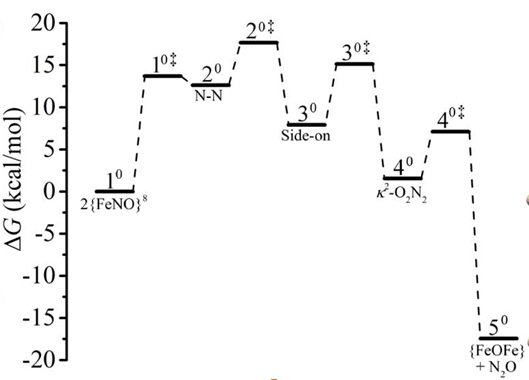 20
15
10
5
0
-5
-10
-15
-20
ΔG (kcal/mol)
1⁰
2{FeNO}⁸
1⁰‡
2⁰
N-N
2⁰‡
3⁰
Side-on
3⁰‡
4⁰
κ²-O₂N₂
4⁰‡
5⁰
{FeOFe}
+ N₂O